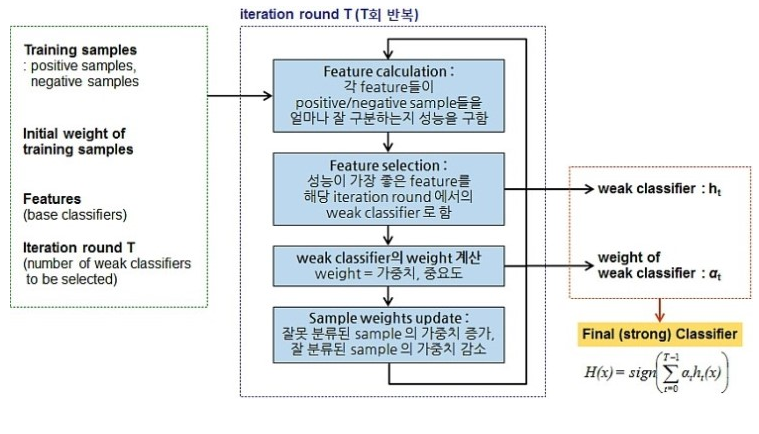 iteration round T (T회 반복)
Training samples
: positive samples,
negative samples
Initial weight of
training samples
Features
(base classifiers)
Iteration round T
(number of weak classifiers
to be selected)
Feature calculation :
각 feature들이
positive/negative sample들을
얼마나 잘 구분하는지 성능을 구함
Feature selection :
성능이 가장 좋은 feature를
해당 iteration round 에서의
weak classifier 로 함
weak classifier의 weight 계산
weight = 가중치, 중요도
Sample weights update :
잘못 분류된 sample 의 가중치 증가,
잘 분류된 sample 의 가중치 감소
weak classifier : hₜ
weight of
weak classifier : αₜ
Final (strong) Classifier
H(x) = sign(∑_{t=0}^{T−1} αₜhₜ(x))